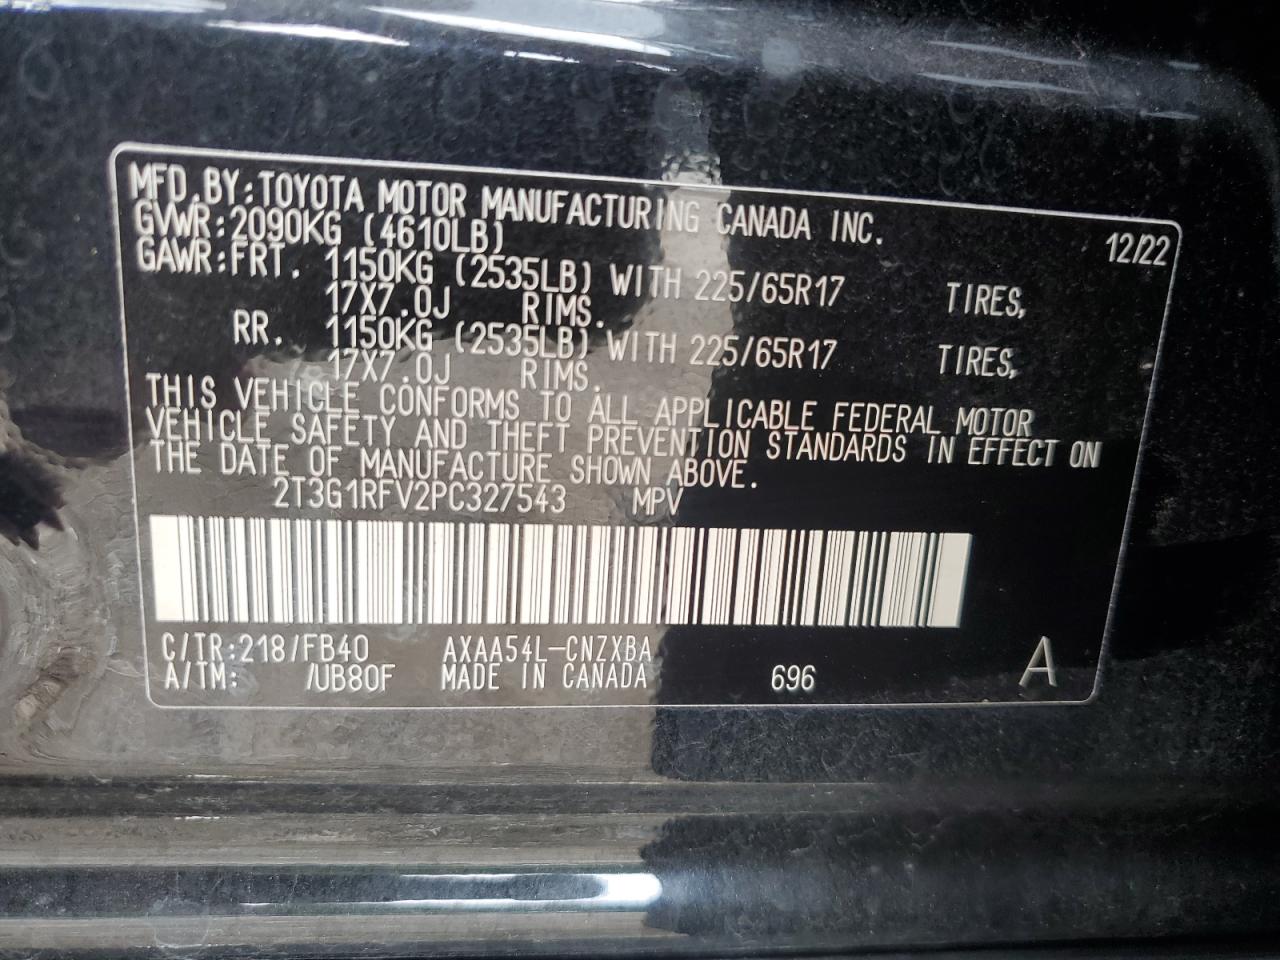 MFD.BY:TOYOTA MOTOR MANUFACTURING CANADA INC.
GVWR:2090KG (4610LB) 12/22
GAWR:FRT. 1150KG (2535LB) WITH 225/65R17 TIRES,
17X7.0J RIMS.
RR. 1150KG (2535LB) WITH 225/65R17 TIRES,
17X7.0J RIMS.
THIS VEHICLE CONFORMS TO ALL APPLICABLE FEDERAL MOTOR
VEHICLE SAFETY AND THEFT PREVENTION STANDARDS IN EFFECT ON
THE DATE OF MANUFACTURE SHOWN ABOVE.
2T3G1RFV2PC327543 MPV
C/TR:218/FB40 AXAA54L-CNZXBA
A/TM: /UB80F MADE IN CANADA 696 A